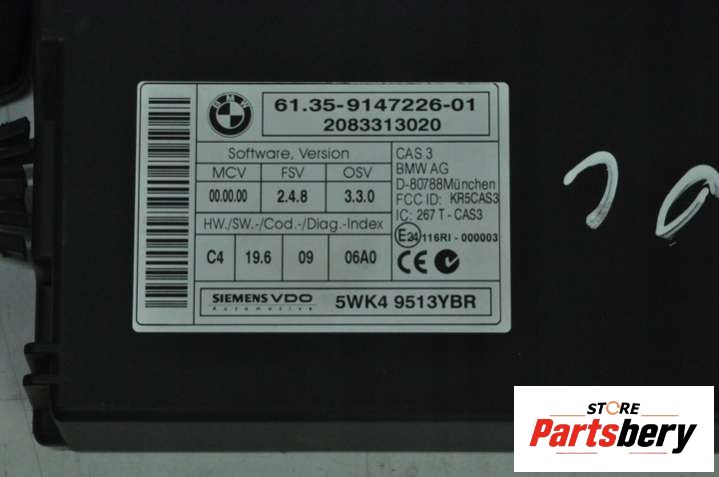 BMW
61.35-9147226-01
2083313020
Software, Version
MCV FSV OSV
00.00.00 2.4.8 3.3.0
HW./SW.-/Cod.-/Diag.-Index
C4 19.6 09 06A0
CAS 3
BMW AG
D-80788München
FCC ID: KR5CAS3
IC: 267 T - CAS3
E24 116RI - 000003
CE
SIEMENS VDO
Automotive
5WK4 9513YBR
STORE
Partsbery